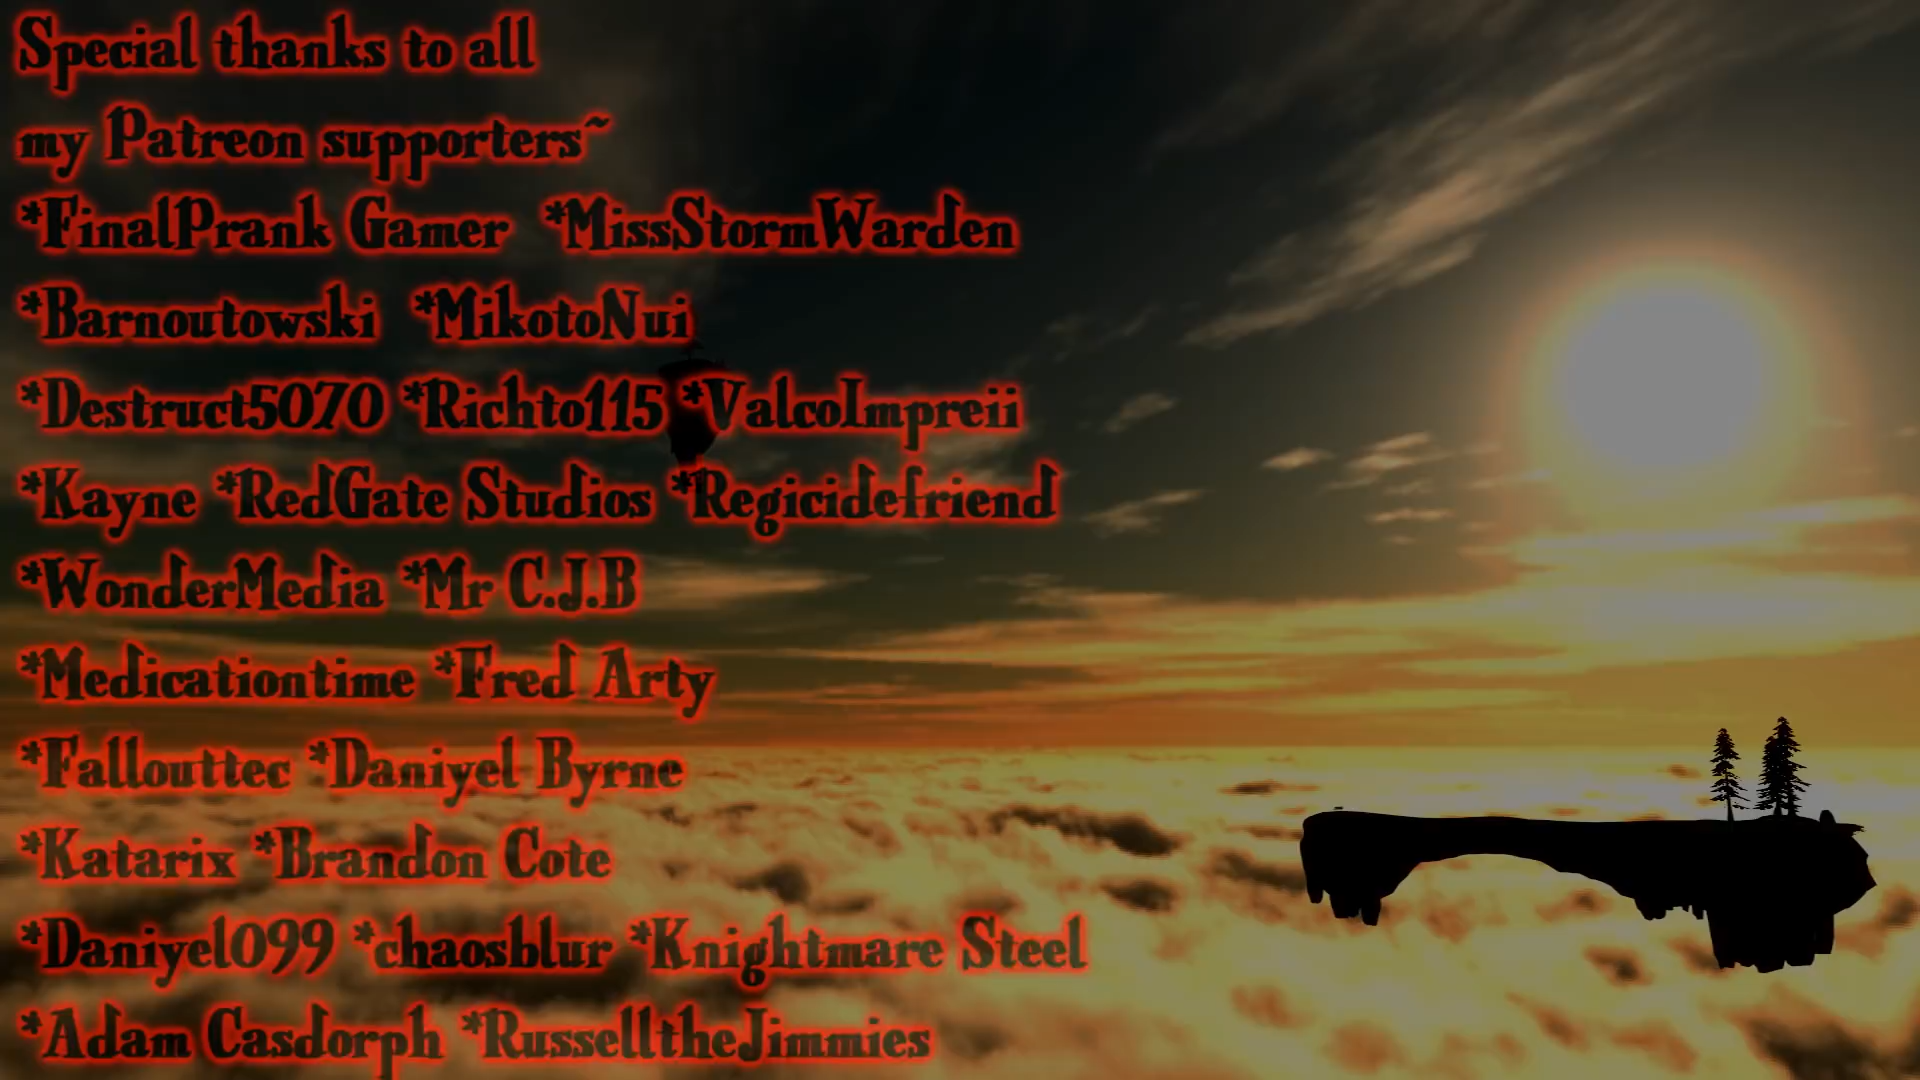 Special thanks to all
my Patreon supporters~
*FinalPrank Gamer *MissStormWarden
*Barnoutowski *MikotoNui
*Destruct5070 *Richto115 *ValcoImpreii
*Kayne *RedGate Studios *Regicidefriend
*WonderMedia *Mr C.J.B
*Medicationtime *Fred Arty
*Fallouttec *Daniyel Byrne
*Katarix *Brandon Cote
*Daniyel099 *chaosblur *Knightmare Steel
*Adam Casdorph *RusselltheJimmies